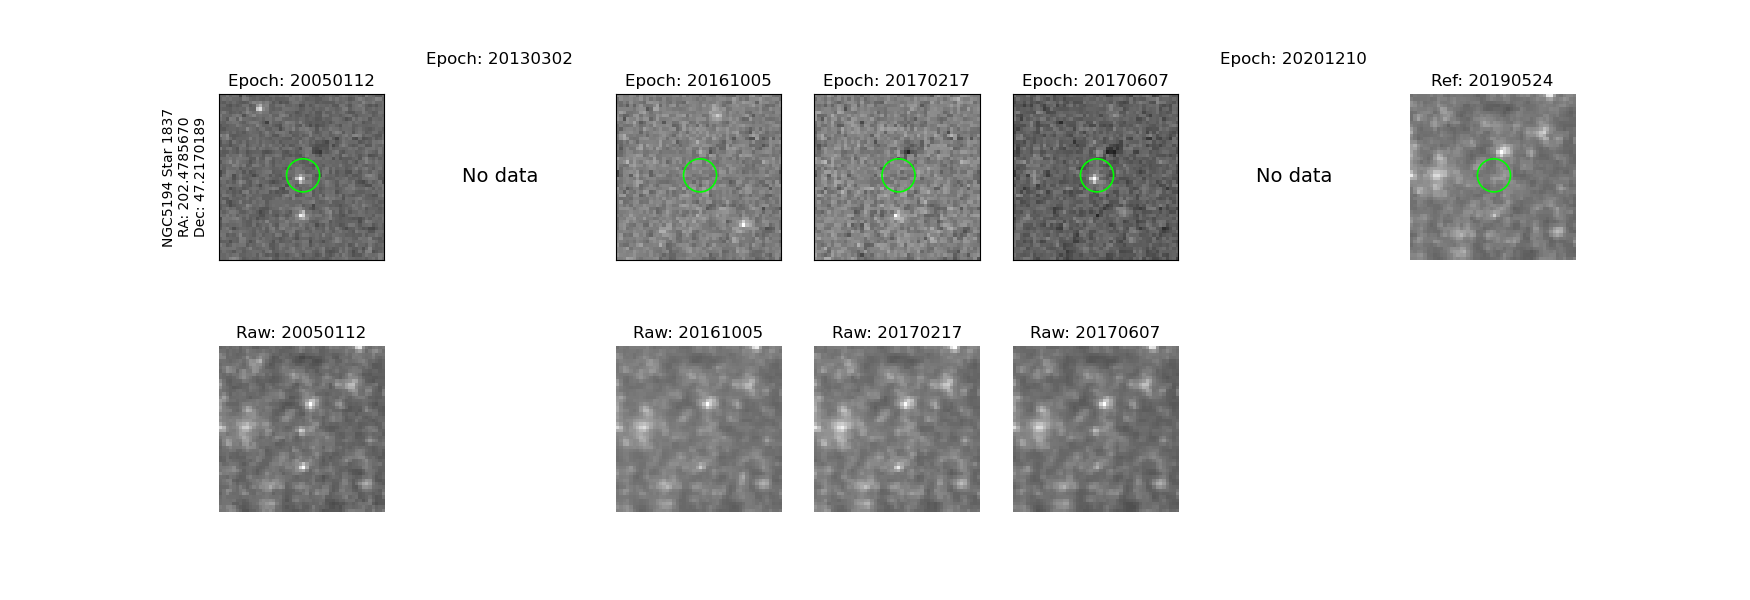 Epoch: 20130302
Epoch: 20201210
Epoch: 20050112
Epoch: 20161005
Epoch: 20170217
Epoch: 20170607
Ref: 20190524
NGC5194 Star 1837
RA: 202.4785670
Dec: 47.2170189
No data
No data
Raw: 20050112
Raw: 20161005
Raw: 20170217
Raw: 20170607